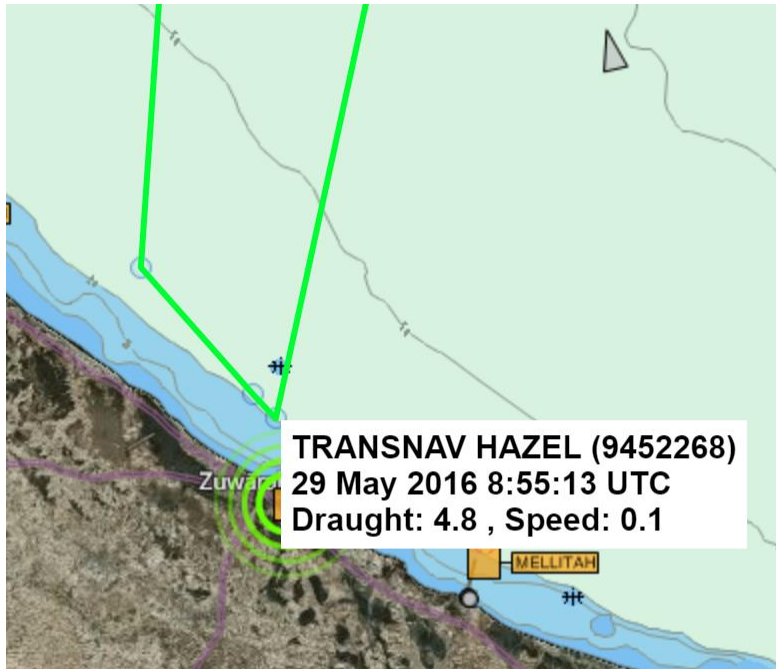 TRANSNAV HAZEL (9452268)
29 May 2016 8:55:13 UTC
Draught: 4.8 , Speed: 0.1
MELLITAH